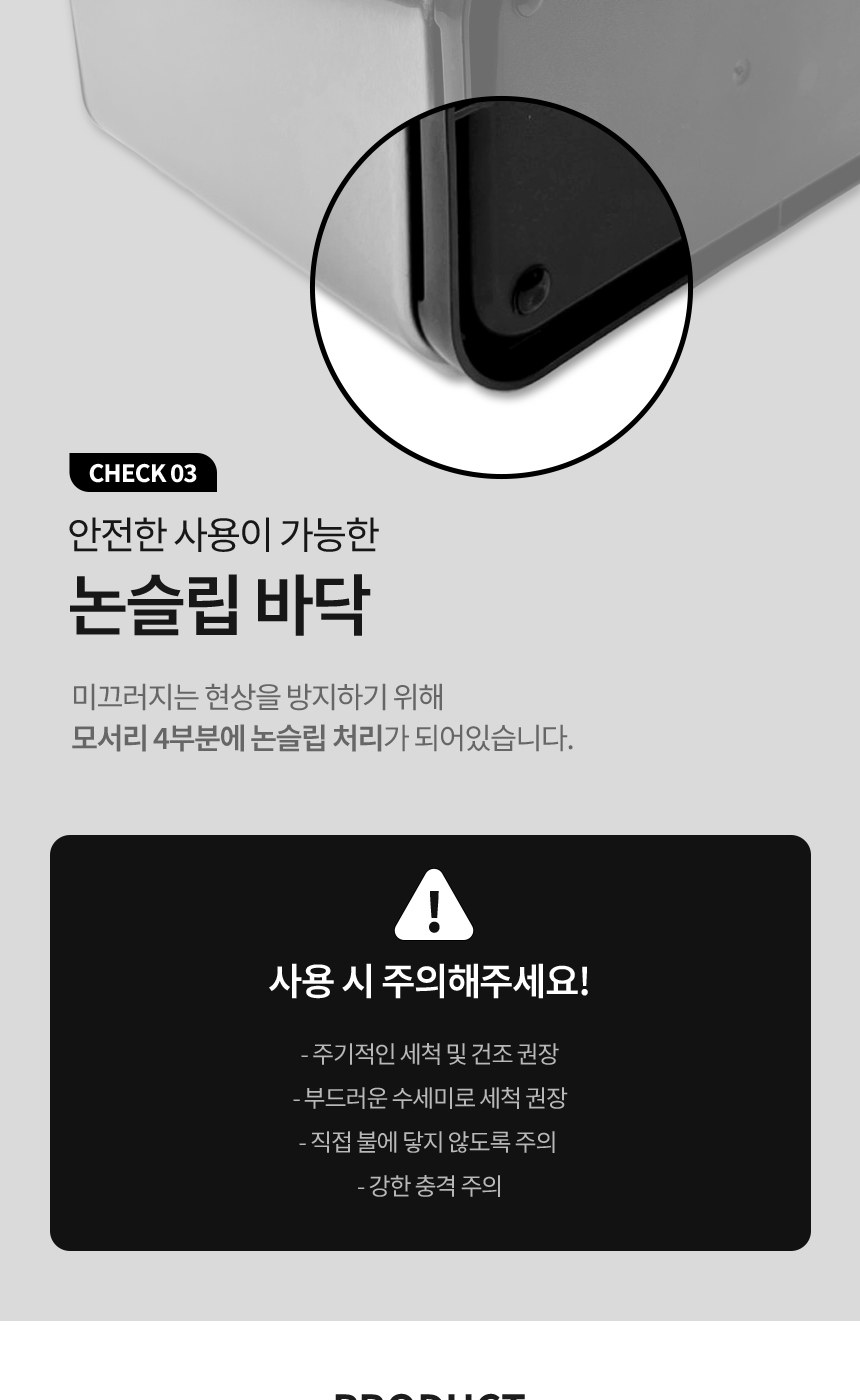 CHECK 03
안전한 사용이 가능한
논슬립 바닥
미끄러지는 현상을 방지하기 위해
모서리 4부분에 논슬립 처리가 되어있습니다.
사용 시 주의해주세요!
- 주기적인 세척 및 건조 권장
- 부드러운 수세미로 세척 권장
- 직접 불에 닿지 않도록 주의
- 강한 충격 주의
PRODUCT